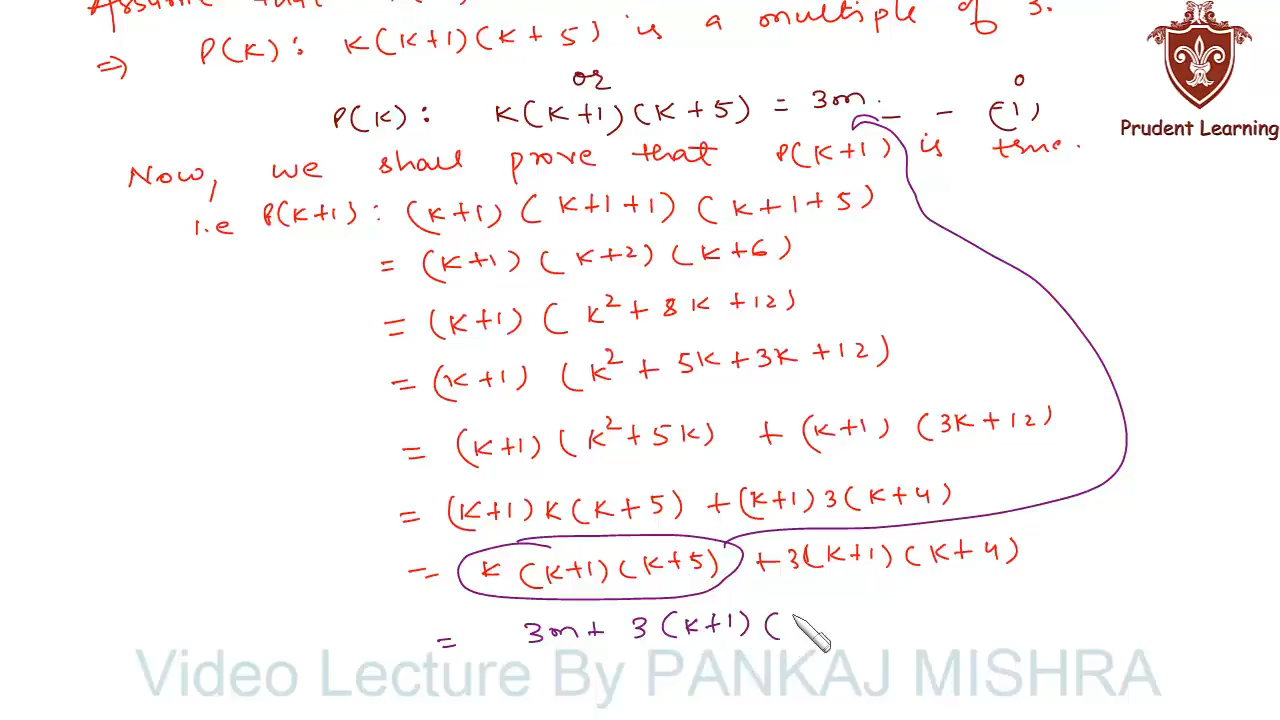 Assume that
⇒ P(K): K(K+1)(K+5) is a multiple of 3.
or
P(K): K(K+1)(K+5) = 3m. _ - (i)
Now, we shall prove that P(K+1) is true.
i.e P(K+1): (K+1) (K+1+1) (K+1+5)
= (K+1) (K+2) (K+6)
= (K+1) (K²+8K+12)
= (K+1) (K²+5K+3K+12)
= (K+1) (K²+5K) + (K+1) (3K+12)
= (K+1) K(K+5) + (K+1) 3(K+4)
= K (K+1) (K+5) + 3(K+1) (K+4)
= 3m + 3 (K+1) (
Prudent Learning
Video Lecture By PANKAJ MISHRA